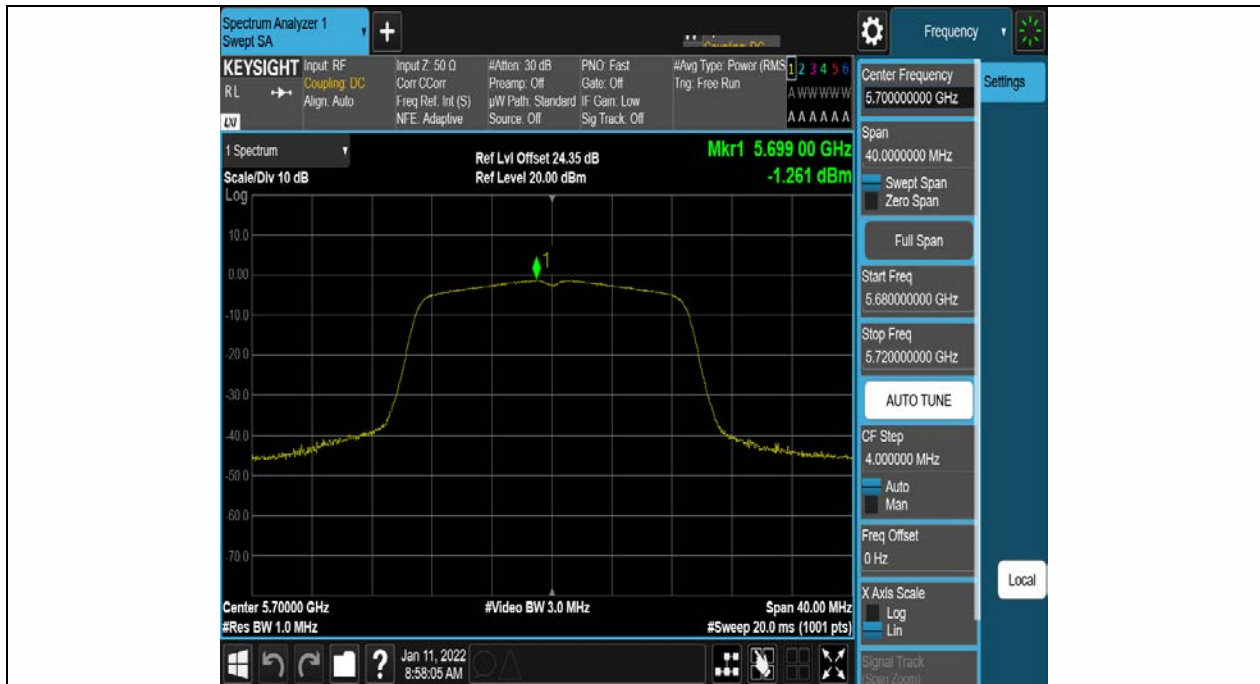 Spectrum Analyzer 1
Swept SA
+
Frequency
KEYSIGHT
RL
LXI
Input: RF
Coupling: DC
Align: Auto
Input Z: 50 Ω
Corr CCorr
Freq Ref: Int (S)
NFE: Adaptive
#Atten: 30 dB
Preamp: Off
µW Path: Standard
Source: Off
PNO: Fast
Gate: Off
IF Gain: Low
Sig Track: Off
#Avg Type: Power (RMS
Trig: Free Run
1 2 3 4 5 6
A W W W W W
A A A A A A
1 Spectrum
Scale/Div 10 dB
Log
Ref Lvl Offset 24.35 dB
Ref Level 20.00 dBm
Mkr1 5.699 00 GHz
-1.261 dBm
10.0
0.00
-10.0
-20.0
-30.0
-40.0
-50.0
-60.0
-70.0
1
Center 5.70000 GHz
#Res BW 1.0 MHz
#Video BW 3.0 MHz
Span 40.00 MHz
#Sweep 20.0 ms (1001 pts)
?
Jan 11, 2022
8:58:05 AM
Center Frequency
5.700000000 GHz
Span
40.0000000 MHz
Swept Span
Zero Span
Full Span
Start Freq
5.680000000 GHz
Stop Freq
5.720000000 GHz
AUTO TUNE
CF Step
4.000000 MHz
Auto
Man
Freq Offset
0 Hz
X Axis Scale
Log
Lin
Signal Track
(Span Zoom)
Settings
Local